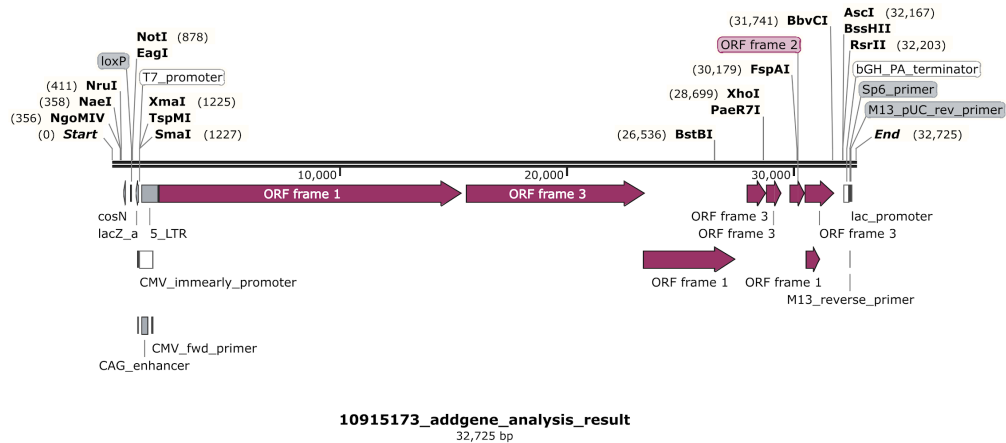 AscI (32,167)
(31,741) BbvCI
BssHII
NotI (878)
RsrII (32,203)
EagI
ORF frame 2
loxP
bGH_PA_terminator
T7_promoter
(30,179) FspAI
(411) NruI
Sp6_primer
(358) NaeI
XmaI (1225)
XhoI
(28,699)
M13_pUC_rev_primer
(356) NgoMIV
TspMI
PaeR7I
(0) Start
SmaI (1227)
(26,536) BstBI
End (32,725)
10,000
20,000
30,000
ORF frame 1
ORF frame 3
cosN
ORF frame 3
lac_promoter
lacZ_a
5_LTR
ORF frame 3
ORF frame 3
CMV_immearly_promoter
ORF frame 1
ORF frame 1
M13_reverse_primer
CMV_fwd_primer
CAG_enhancer
10915173_addgene_analysis_result
32,725 bp